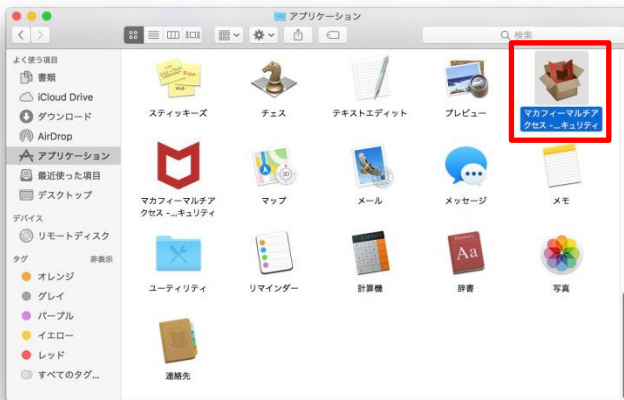 アプリケーション
検索
よく使う項目
書類
iCloud Drive
ダウンロード
AirDrop
アプリケーション
最近使った項目
デスクトップ
デバイス
リモートディスク
タグ
非表示
オレンジ
グレイ
パープル
イエロー
グリーン
レッド
すべてのタグ...
スティッキーズ
チェス
テキストエディット
プレビュー
マカフィーマルチア
クセス -...キュリティ
マカフィーマルチア
クセス -...キュリティ
マップ
メール
メッセージ
メモ
ユーティリティ
リマインダー
計算機
Aa
辞書
写真
連絡先